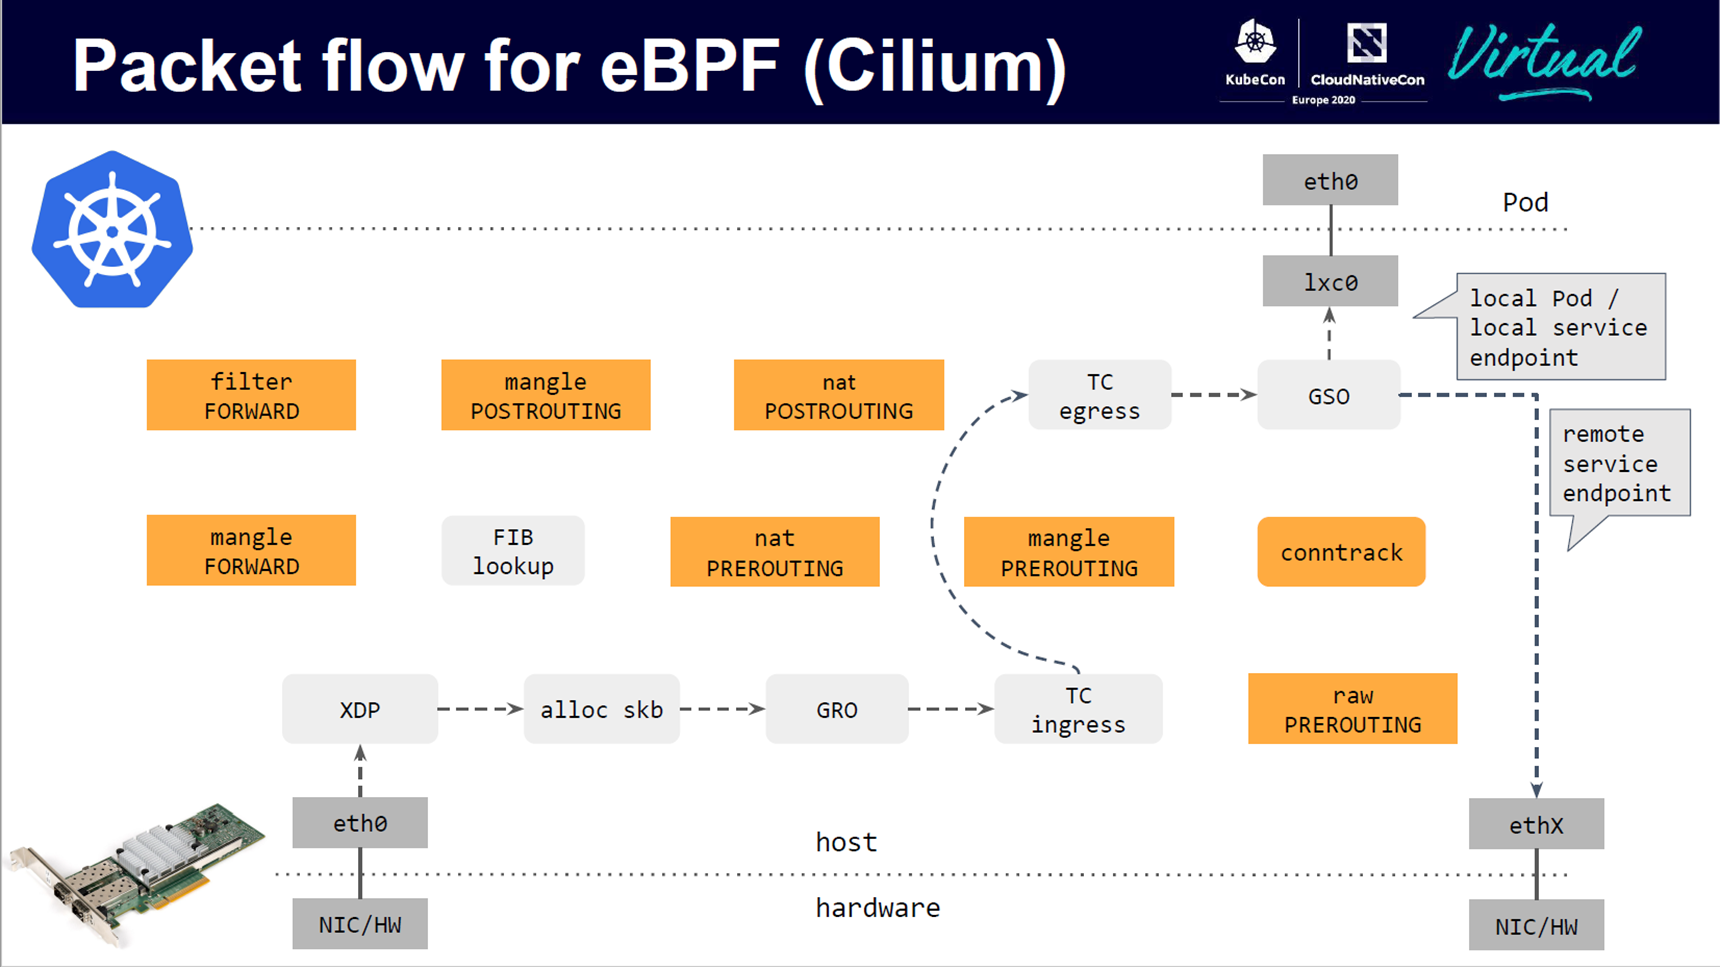 Packet flow for eBPF (Cilium)
KubeCon
CloudNativeCon
Europe 2020
Virtual
eth0
Pod
lxc0
local Pod /
local service
endpoint
filter
FORWARD
mangle
POSTROUTING
nat
POSTROUTING
TC
egress
GSO
remote
service
endpoint
mangle
FORWARD
FIB
lookup
nat
PREROUTING
mangle
PREROUTING
conntrack
XDP
alloc skb
GRO
TC
ingress
raw
PREROUTING
eth0
host
ethX
hardware
NIC/HW
NIC/HW